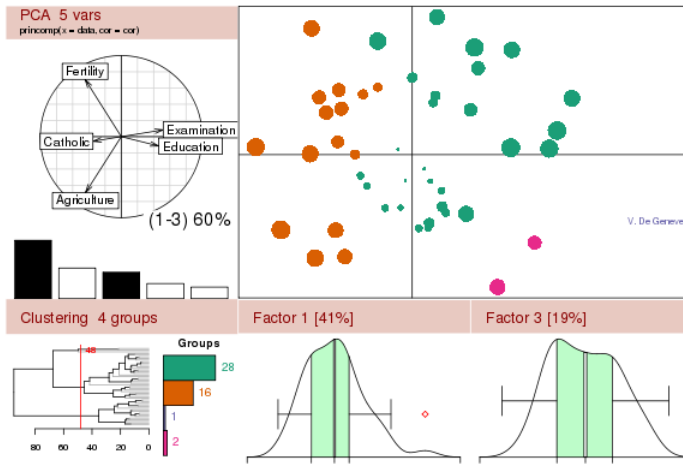 PCA 5 vars
princomp(x = data, cor = cor)
Fertility
Examination
Catholic
Education
Agriculture
(1-3) 60%
V. De Geneve
Clustering 4 groups
Factor 1 [41%]
Factor 3 [19%]
Groups
48
28
16
1
2
80 60 40 20 0